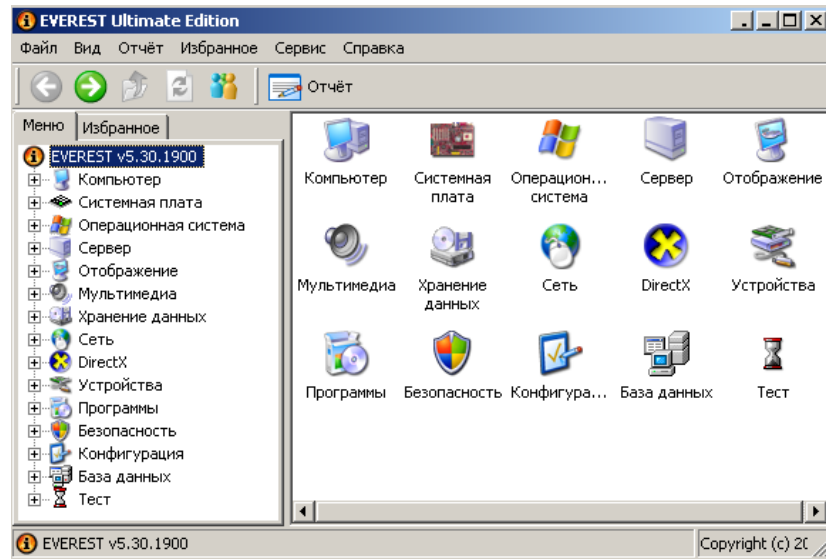 EVEREST Ultimate Edition
Файл Вид Отчёт Избранное Сервис Справка
Отчёт
Меню Избранное
EVEREST v5.30.1900
Компьютер
Системная плата
Операционная система
Сервер
Отображение
Мультимедиа
Хранение данных
Сеть
DirectX
Устройства
Программы
Безопасность
Конфигурация
База данных
Тест
Компьютер Системная Операцион... Сервер Отображение
плата система
Мультимедиа Хранение Сеть DirectX Устройства
данных
Программы Безопасность Конфигура... База данных Тест
EVEREST v5.30.1900 Copyright (c) 20